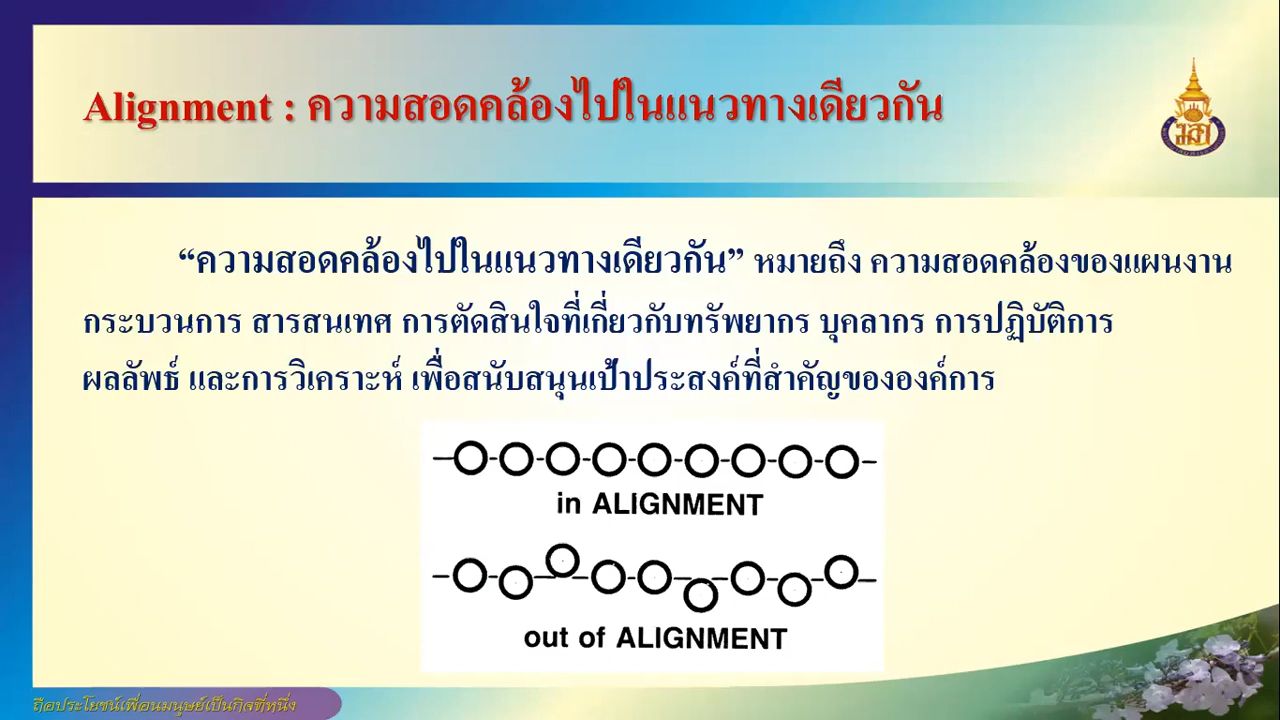 Alignment : ความสอดคล้องไปในแนวทางเดียวกัน
“ความสอดคล้องไปในแนวทางเดียวกัน” หมายถึง ความสอดคล้องของแผนงาน
กระบวนการ สารสนเทศ การตัดสินใจที่เกี่ยวกับทรัพยากร บุคลากร การปฏิบัติการ
ผลลัพธ์ และการวิเคราะห์ เพื่อสนับสนุนเป้าประสงค์ที่สำคัญขององค์การ
in ALIGNMENT
out of ALIGNMENT
ถือประโยชน์เพื่อนมนุษย์เป็นกิจที่หนึ่ง